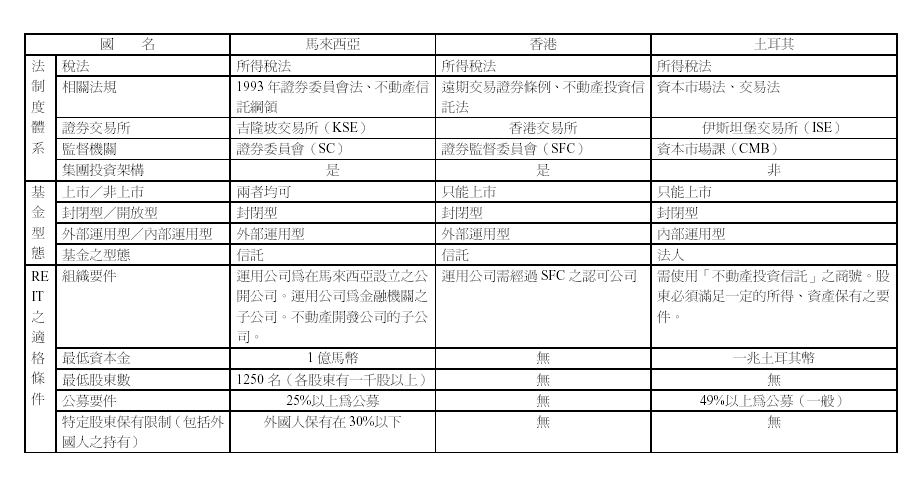 國　　名 馬來西亞 香港 土耳其
法制度體系
稅法 所得稅法 所得稅法 所得稅法
相關法規 1993年證券委員會法、不動產信託綱領 遠期交易證券條例、不動產投資信託法 資本市場法、交易法
證券交易所 吉隆坡交易所（KSE） 香港交易所 伊斯坦堡交易所（ISE）
監督機關 證券委員會（SC） 證券監督委員會（SFC） 資本市場課（CMB）
集團投資架構 是 是 非
基金型態
上市／非上市 兩者均可 只能上市 只能上市
封閉型／開放型 封閉型 封閉型 封閉型
外部運用型／內部運用型 外部運用型 外部運用型 內部運用型
基金之型態 信託 信託 法人
REIT之適格條件
組織要件 運用公司為在馬來西亞設立之公開公司。運用公司為金融機關之子公司。不動產開發公司的子公司。 運用公司需經過SFC之認可公司 需使用「不動產投資信託」之商號。股東必須滿足一定的所得、資產保有之要件。
最低資本金 1億馬幣 無 一兆土耳其幣
最低股東數 1250名（各股東有一千股以上） 無 無
公募要件 25%以上為公募 無 49%以上為公募（一般）
特定股東保有限制（包括外國人之持有） 外國人保有在30%以下 無 無